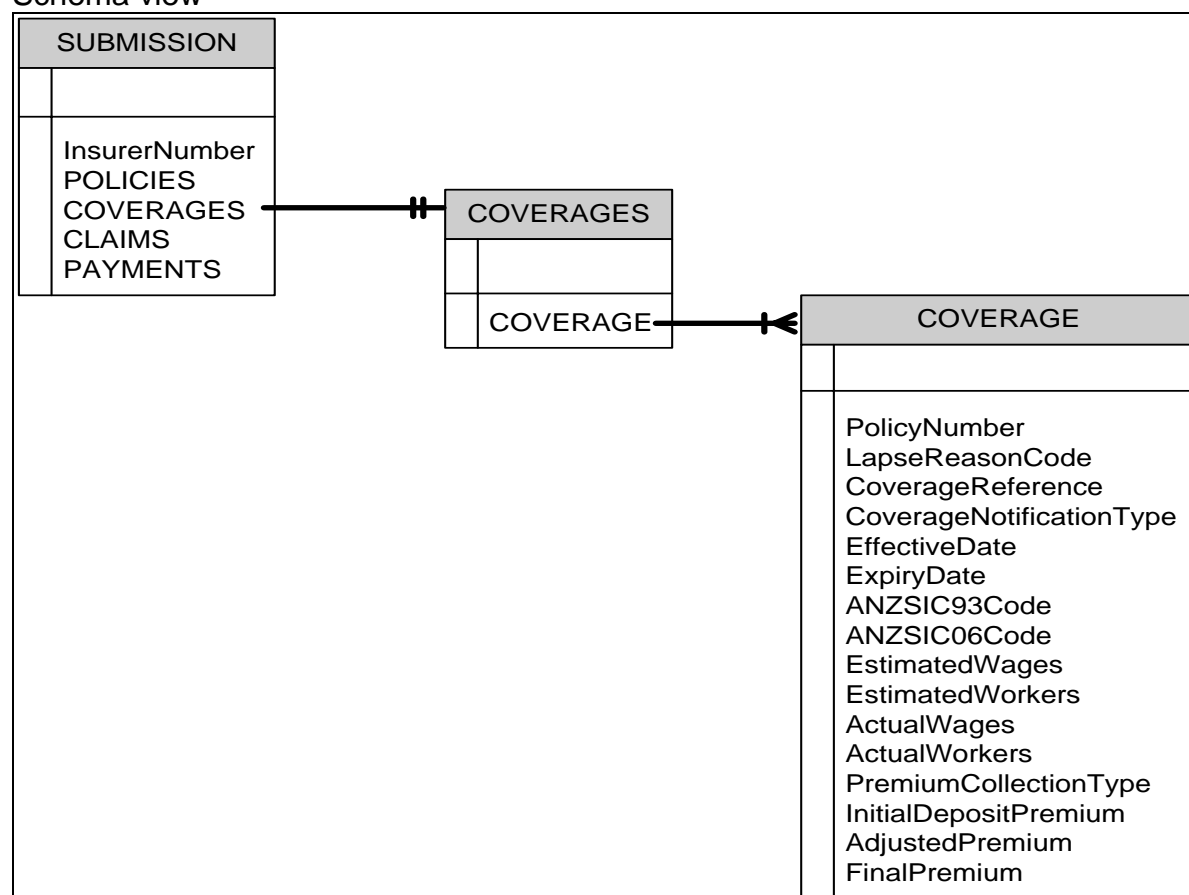 Schema view
SUBMISSION
InsurerNumber
POLICIES
COVERAGES
CLAIMS
PAYMENTS
COVERAGES
COVERAGE
COVERAGE
PolicyNumber
LapseReasonCode
CoverageReference
CoverageNotificationType
EffectiveDate
ExpiryDate
ANZSIC93Code
ANZSIC06Code
EstimatedWages
EstimatedWorkers
ActualWages
ActualWorkers
PremiumCollectionType
InitialDepositPremium
AdjustedPremium
FinalPremium